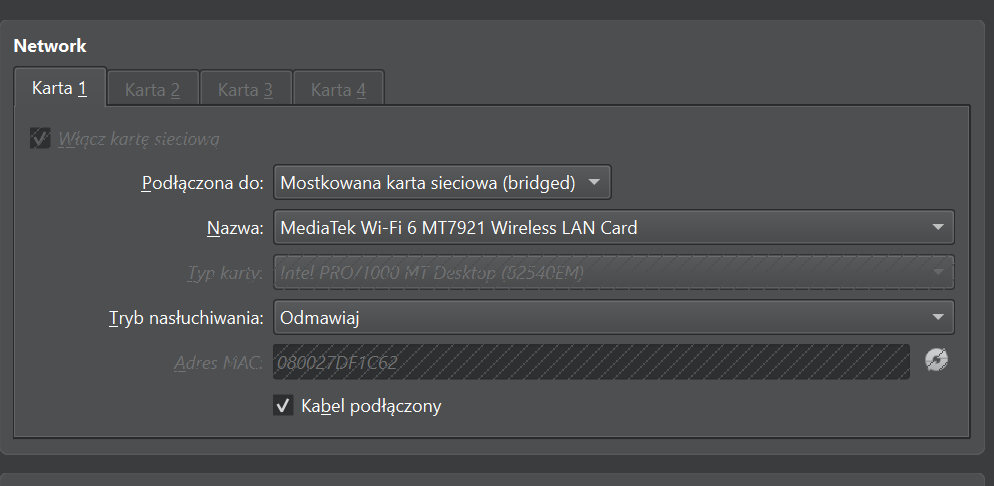 Network
Karta 1 Karta 2 Karta 3 Karta 4
Włącz kartę sieciową
Podłączona do: Mostkowana karta sieciowa (bridged)
Nazwa: MediaTek Wi-Fi 6 MT7921 Wireless LAN Card
Typ karty: Intel PRO/1000 MT Desktop (82540EM)
Tryb nasłuchiwania: Odmawiaj
Adres MAC: 080027DF1C62
Kabel podłączony